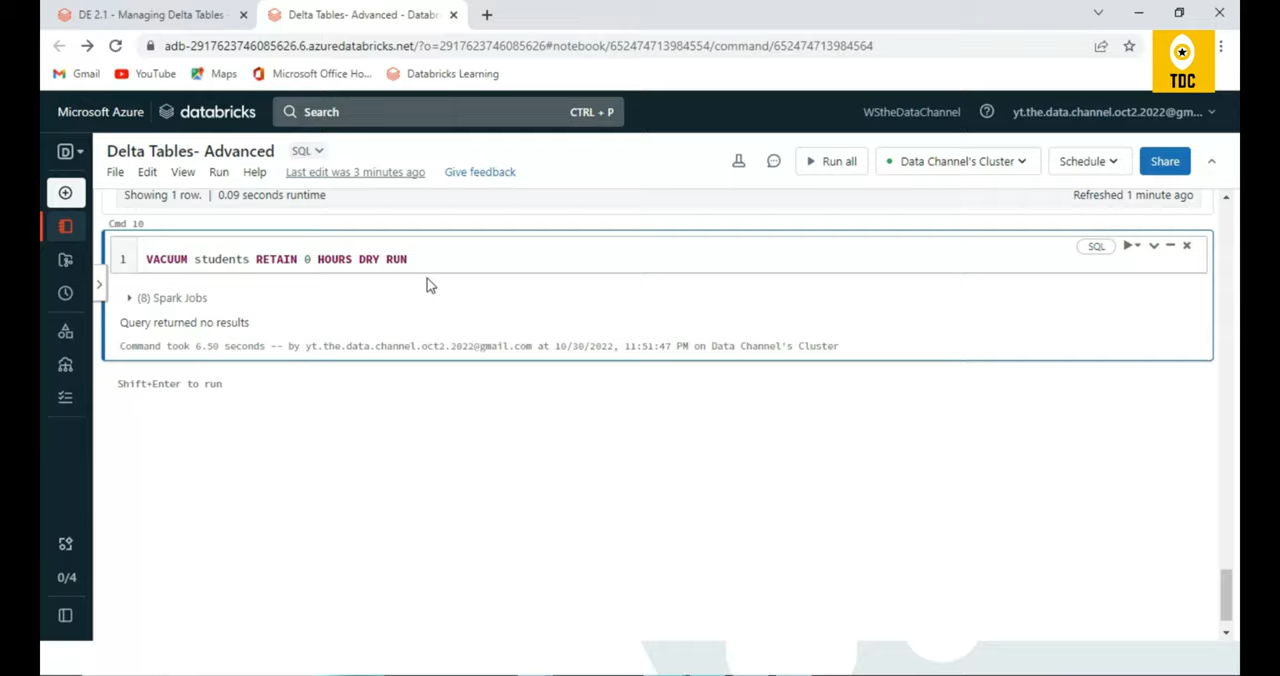 DE 2.1 - Managing Delta Tables -
Delta Tables- Advanced - Databr
adb-2917623746085626.6.azuredatabricks.net/?o=2917623746085626#notebook/652474713984554/command/652474713984564
Gmail
YouTube
Maps
Microsoft Office Ho...
Databricks Learning
TDC
Microsoft Azure
databricks
Search
CTRL + P
WStheDataChannel
yt.the.data.channel.oct2.2022@gm...
D
Delta Tables- Advanced
SQL
Run all
Data Channel's Cluster
Schedule
Share
File Edit View Run Help
Last edit was 3 minutes ago
Give feedback
Showing 1 row. | 0.09 seconds runtime
Refreshed 1 minute ago
Cmd 10
SQL
1 VACUUM students RETAIN 0 HOURS DRY RUN
(8) Spark Jobs
Query returned no results
Command took 6.50 seconds -- by yt.the.data.channel.oct2.2022@gmail.com at 10/30/2022, 11:51:47 PM on Data Channel's Cluster
Shift+Enter to run
0/4